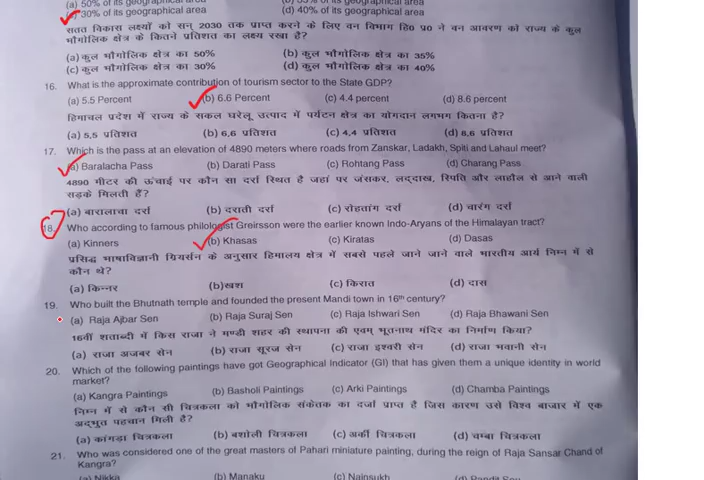 (a) 50% of its geographical area
(c) 30% of its geographical area (d) 40% of its geographical area
सतत विकास लक्ष्यों को सन् 2030 तक प्राप्त करने के लिए वन विभाग हि0 प्र0 ने वन आवरण को राज्य के कुल
भौगोलिक क्षेत्र के कितने प्रतिशत का लक्ष्य रखा है?
(a) कुल भौगोलिक क्षेत्र का 50% (b) कुल भौगोलिक क्षेत्र का 35%
(c) कुल भौगोलिक क्षेत्र का 30% (d) कुल भौगोलिक क्षेत्र का 40%
16. What is the approximate contribution of tourism sector to the State GDP?
(a) 5.5 Percent (b) 6.6 Percent (c) 4.4 percent (d) 8.6 percent
हिमाचल प्रदेश में राज्य के सकल घरेलू उत्पाद में पर्यटन क्षेत्र का योगदान लगभग कितना है?
(a) 5.5 प्रतिशत (b) 6.6 प्रतिशत (c) 4.4 प्रतिशत (d) 8.6 प्रतिशत
17. Which is the pass at an elevation of 4890 meters where roads from Zanskar, Ladakh, Spiti and Lahaul meet?
(a) Baralacha Pass (b) Darati Pass (c) Rohtang Pass (d) Charang Pass
4890 मीटर की ऊंचाई पर कौन सा दर्रा स्थित है जहां पर जंसकर, लद्दाख, स्पिति और लाहौल से आने वाली
सड़के मिलती हैं?
(a) बारालाचा दर्रा (b) दराती दर्रा (c) रोहतांग दर्रा (d) चारंग दर्रा
18. Who according to famous philologist Greirsson were the earlier known Indo-Aryans of the Himalayan tract?
(a) Kinners (b) Khasas (c) Kiratas (d) Dasas
प्रसिद्ध भाषाविज्ञानी ग्रियर्सन के अनुसार हिमालय क्षेत्र में सबसे पहले जाने जाने वाले भारतीय आर्य निम्न में से
कौन थे?
(a) किन्नर (b)खश (c) किरात (d) दास
19. Who built the Bhutnath temple and founded the present Mandi town in 16th century?
(a) Raja Ajbar Sen (b) Raja Suraj Sen (c) Raja Ishwari Sen (d) Raja Bhawani Sen
16वीं शताब्दी में किस राजा ने मण्डी शहर की स्थापना की एवम् भूतनाथ मंदिर का निर्माण किया?
(a) राजा अजबर सेन (b) राजा सूरज सेन (c) राजा इश्वरी सेन (d) राजा भवानी सेन
20. Which of the following paintings have got Geographical Indicator (GI) that has given them a unique identity in world
market?
(a) Kangra Paintings (b) Basholi Paintings (c) Arki Paintings (d) Chamba Paintings
निम्न में से कौन सी चित्रकला को भौगोलिक संकेतक का दर्जा प्राप्त है जिस कारण उसे विश्व बाजार में एक
अद्भुत पहचान मिली है?
(a) कांगडा चित्रकला (b) बशोली चित्रकला (c) अर्की चित्रकला (d) चम्बा चित्रकला
21. Who was considered one of the great masters of Pahari miniature painting, during the reign of Raja Sansar Chand of
Kangra?
(a) Nikka (b) Manaku (c) Nainsukh (d) Pandit Seu